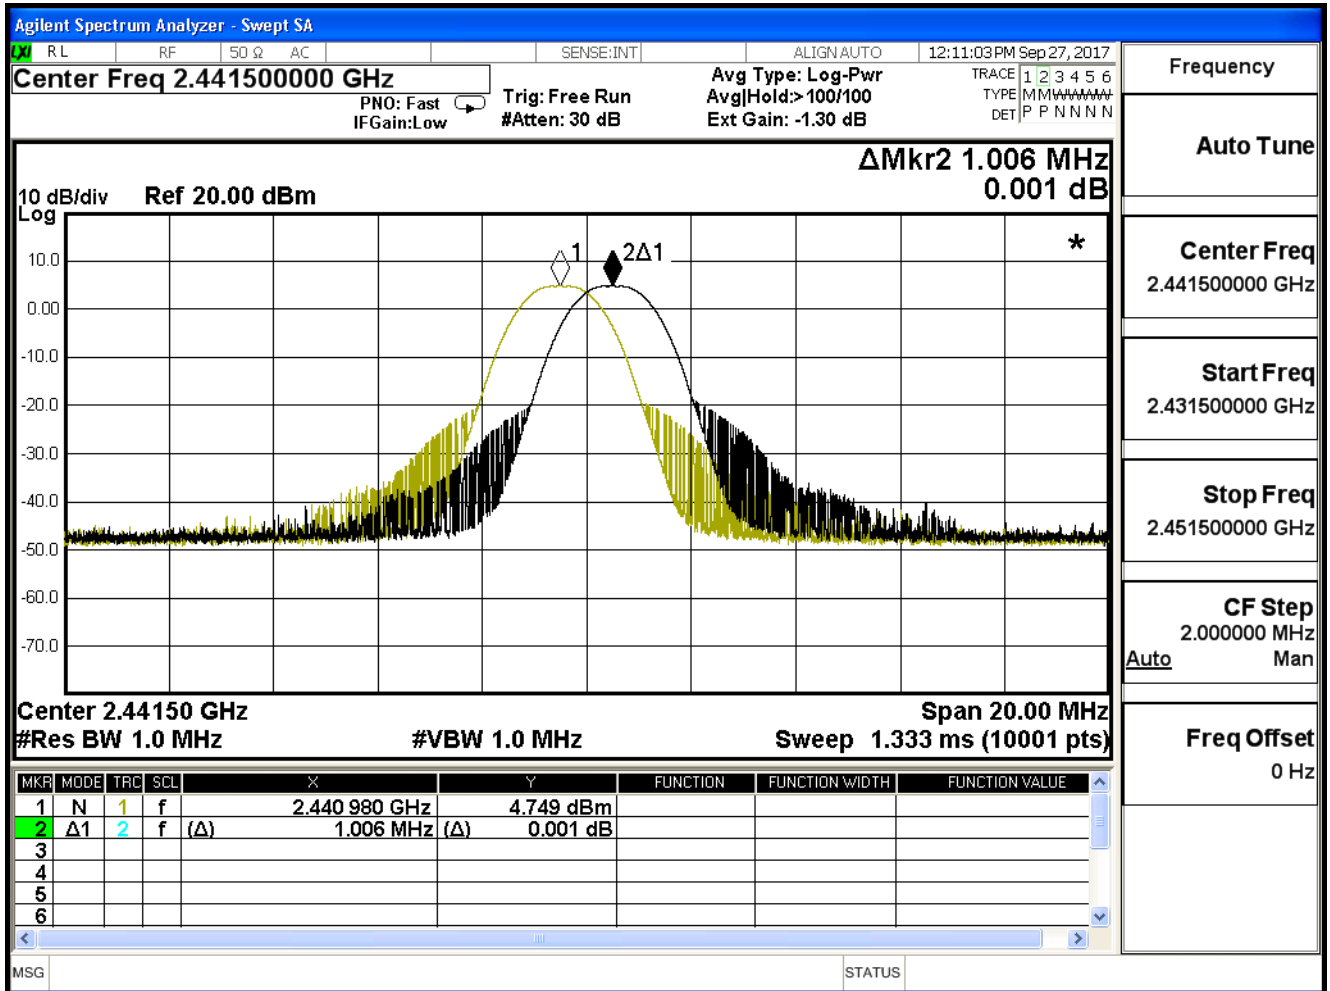 Agilent Spectrum Analyzer - Swept SA
LXI RL RF 50 Ω AC SENSE:INT ALIGN AUTO 12:11:03 PM Sep 27, 2017
Center Freq 2.441500000 GHz
PNO: Fast
IFGain:Low
Trig: Free Run
#Atten: 30 dB
Avg Type: Log-Pwr
Avg|Hold:> 100/100
Ext Gain: -1.30 dB
TRACE 1 2 3 4 5 6
TYPE M M W W W W
DET P P N N N N
ΔMkr2 1.006 MHz
0.001 dB
10 dB/div Ref 20.00 dBm
Log
10.0
0.00
-10.0
-20.0
-30.0
-40.0
-50.0
-60.0
-70.0
1
2Δ1
*
Center 2.44150 GHz Span 20.00 MHz
#Res BW 1.0 MHz #VBW 1.0 MHz Sweep 1.333 ms (10001 pts)
MKR MODE TRC SCL X Y FUNCTION FUNCTION WIDTH FUNCTION VALUE
1 N 1 f 2.440 980 GHz 4.749 dBm
2 Δ1 2 f (Δ) 1.006 MHz (Δ) 0.001 dB
3
4
5
6
MSG STATUS
Frequency
Auto Tune
Center Freq
2.441500000 GHz
Start Freq
2.431500000 GHz
Stop Freq
2.451500000 GHz
CF Step
2.000000 MHz
Auto Man
Freq Offset
0 Hz